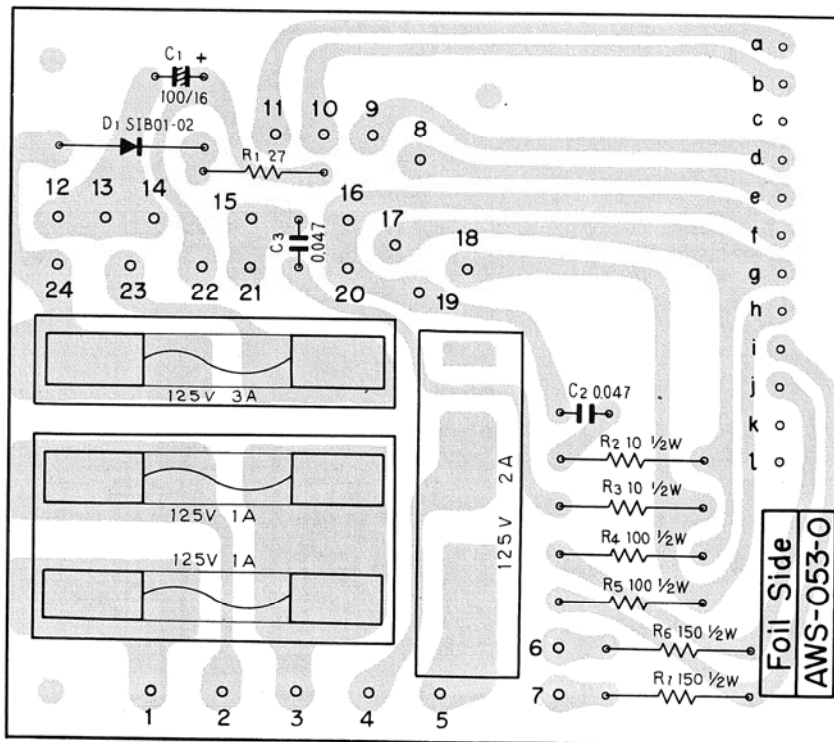 C1 +
100/16
D1 SIB01-02
R1 27
11 10 9 8
12 13 14 15 16 17 18
C3 0.047
24 23 22 21 20 19
a
b
c
d
e
f
g
h
i
j
k
l
125V 3A
125V 1A
125V 1A
125V 2A
C2 0.047
R2 10 ½W
R3 10 ½W
R4 100 ½W
R5 100 ½W
6 R6 150 ½W
7 R7 150 ½W
1 2 3 4 5
Foil Side
AWS-053-0